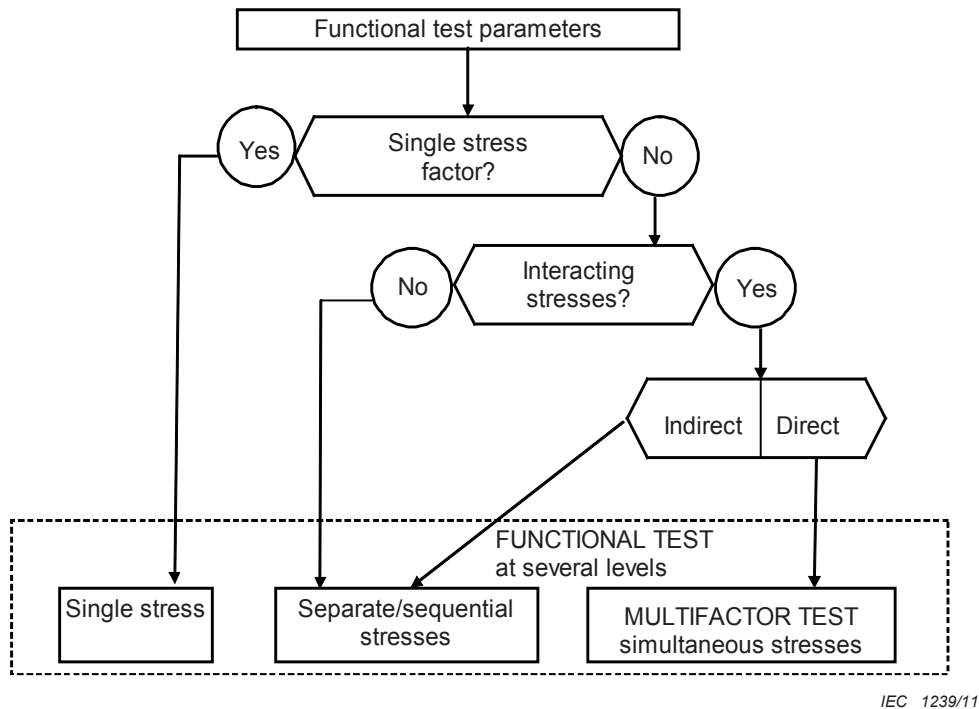 Functional test parameters
Yes
Single stress
factor?
No
No
Interacting
stresses?
Yes
Indirect
Direct
FUNCTIONAL TEST
at several levels
Single stress
Separate/sequential
stresses
MULTIFACTOR TEST
simultaneous stresses
IEC 1239/11